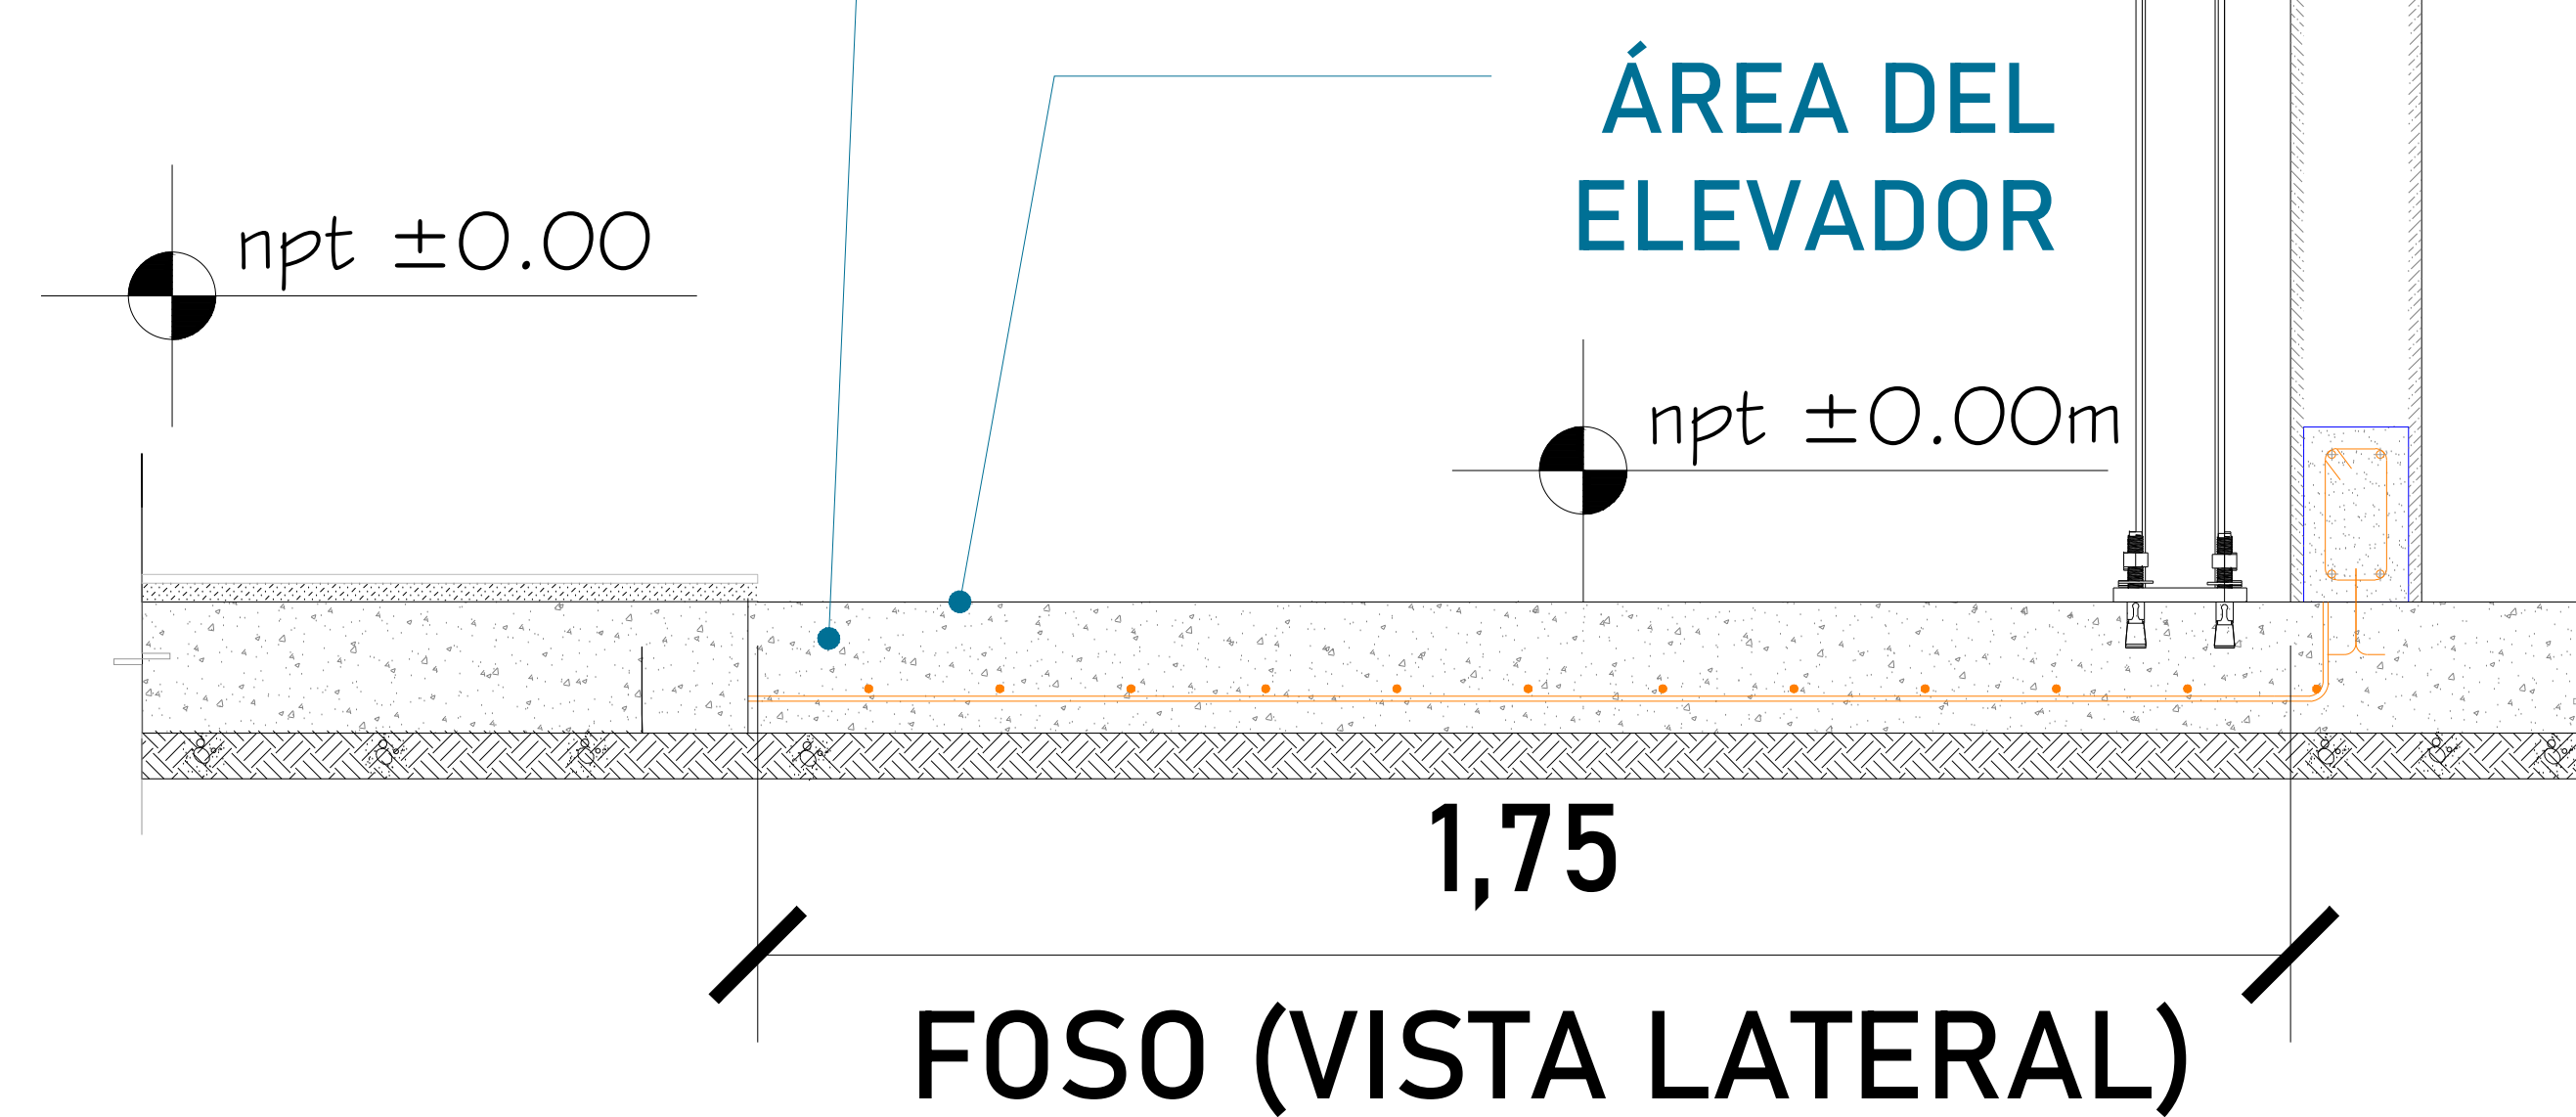 ÁREA DEL
ELEVADOR
npt ±0.00
npt ±0.00m
1,75
FOSO (VISTA LATERAL)